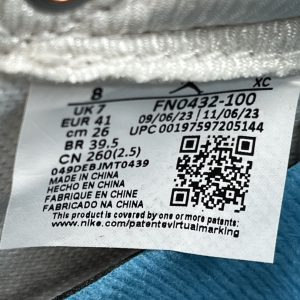 8 XC
UK 7 FN0432-100
EUR 41 09/06/23 11/06/23
cm 26 UPC 00197597205144
BR 39.5
CN 260(2.5)
049DEBJMT0439
MADE IN CHINA
HECHO EN CHINA
FABRIQUE EN CHINE
FABRICADO NA CHINA
This product is covered by one or more patents.
www.nike.com/patentsvirtualmarking